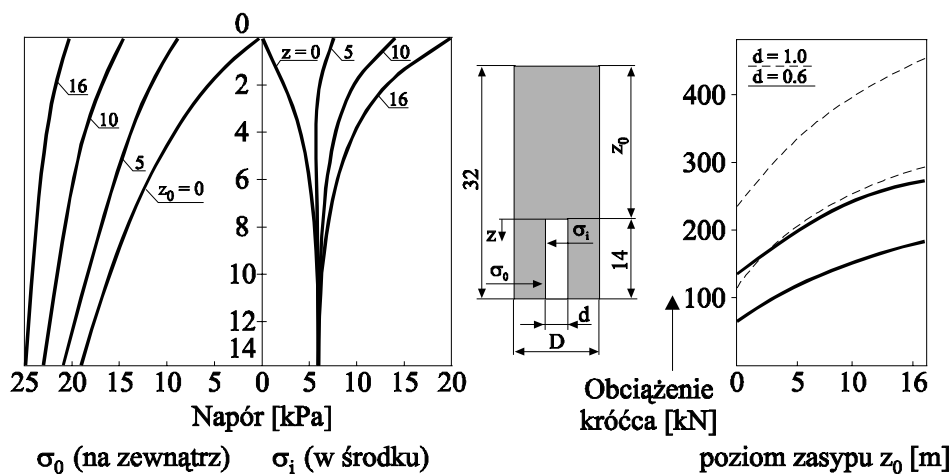 0
2
4
6
8
10
12
14
16
10
5
z₀ = 0
z = 0
5
10
16
25 20 15 10 5 0 5 10 15 20
Napór [kPa]
σ₀ (na zewnątrz) σᵢ (w środku)
32
z₀
z
σᵢ
14
σ₀
d
D
Obciążenie
króćca [kN]
d = 1.0
d = 0.6
400
300
200
100
0 5 10 16
poziom zasypu z₀ [m]